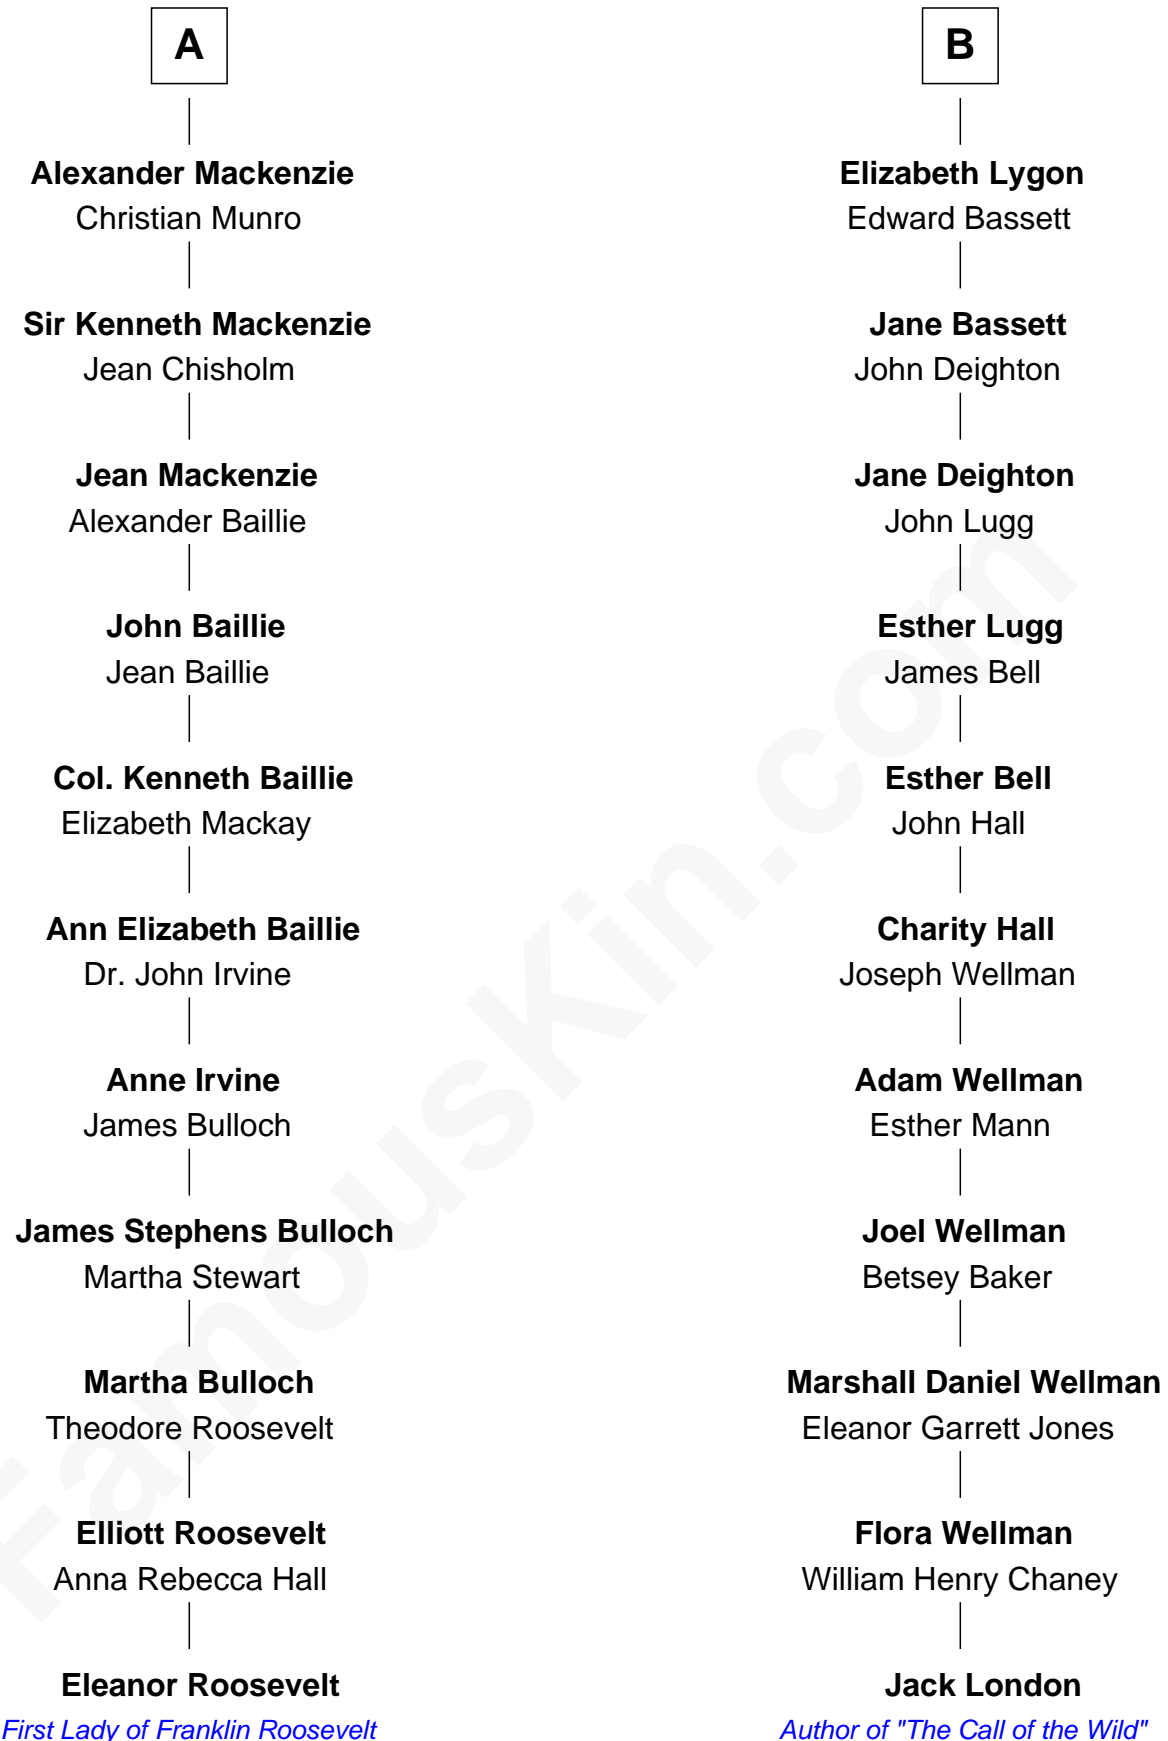 A
Alexander Mackenzie
Christian Munro
Sir Kenneth Mackenzie
Jean Chisholm
Jean Mackenzie
Alexander Baillie
John Baillie
Jean Baillie
Col. Kenneth Baillie
Elizabeth Mackay
Ann Elizabeth Baillie
Dr. John Irvine
Anne Irvine
James Bulloch
James Stephens Bulloch
Martha Stewart
Martha Bulloch
Theodore Roosevelt
Elliott Roosevelt
Anna Rebecca Hall
Eleanor Roosevelt
First Lady of Franklin Roosevelt
B
Elizabeth Lygon
Edward Bassett
Jane Bassett
John Deighton
Jane Deighton
John Lugg
Esther Lugg
James Bell
Esther Bell
John Hall
Charity Hall
Joseph Wellman
Adam Wellman
Esther Mann
Joel Wellman
Betsey Baker
Marshall Daniel Wellman
Eleanor Garrett Jones
Flora Wellman
William Henry Chaney
Jack London
Author of "The Call of the Wild"
FamousKin.com